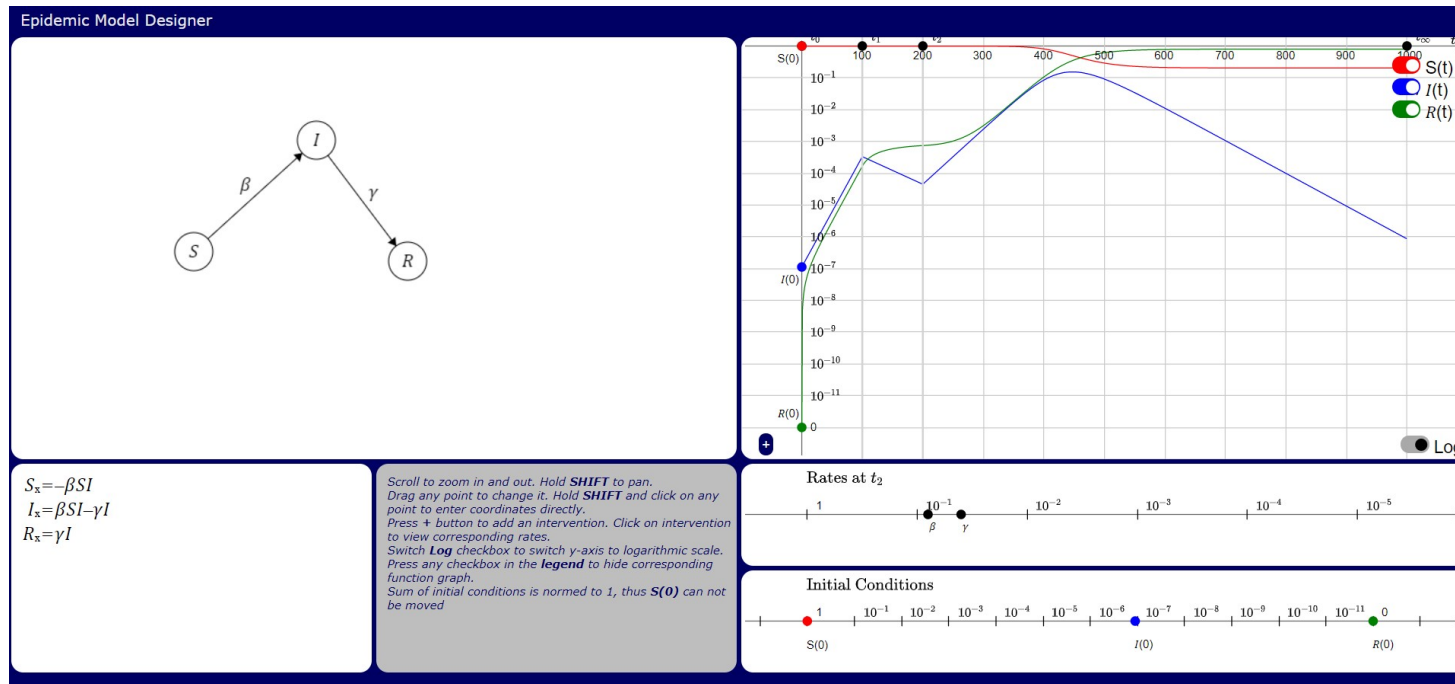 Epidemic Model Designer
I
β
γ
S
R
t₀ t₁ t₂ t∞ t
S(0)
100 200 300 400 500 600 700 800 900 1000
S(t)
I(t)
R(t)
10⁻¹
10⁻²
10⁻³
10⁻⁴
10⁻⁵
10⁻⁶
10⁻⁷
I(0)
10⁻⁸
10⁻⁹
10⁻¹⁰
10⁻¹¹
R(0)
0
+
Log
Sₓ=−βSI
Iₓ=βSI−γI
Rₓ=γI
Scroll to zoom in and out. Hold SHIFT to pan.
Drag any point to change it. Hold SHIFT and click on any
point to enter coordinates directly.
Press + button to add an intervention. Click on intervention
to view corresponding rates.
Switch Log checkbox to switch y-axis to logarithmic scale.
Press any checkbox in the legend to hide corresponding
function graph.
Sum of initial conditions is normed to 1, thus S(0) can not
be moved
Rates at t₂
1 10⁻¹ 10⁻² 10⁻³ 10⁻⁴ 10⁻⁵
β γ
Initial Conditions
1 10⁻¹ 10⁻² 10⁻³ 10⁻⁴ 10⁻⁵ 10⁻⁶ 10⁻⁷ 10⁻⁸ 10⁻⁹ 10⁻¹⁰ 10⁻¹¹ 0
S(0) I(0) R(0)